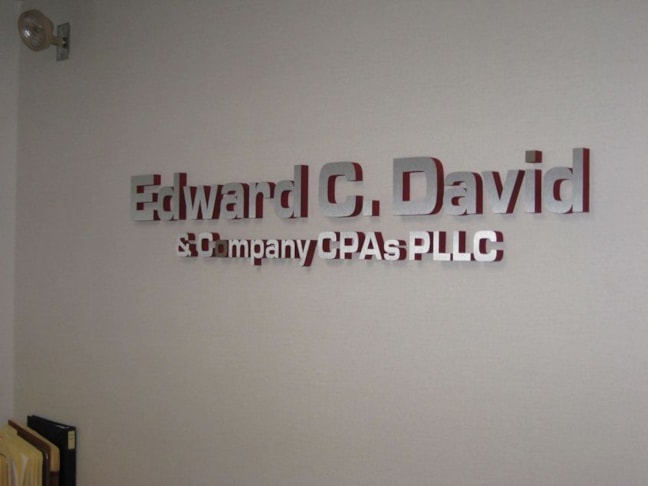 Edward C. David
& Company CPAs PLLC